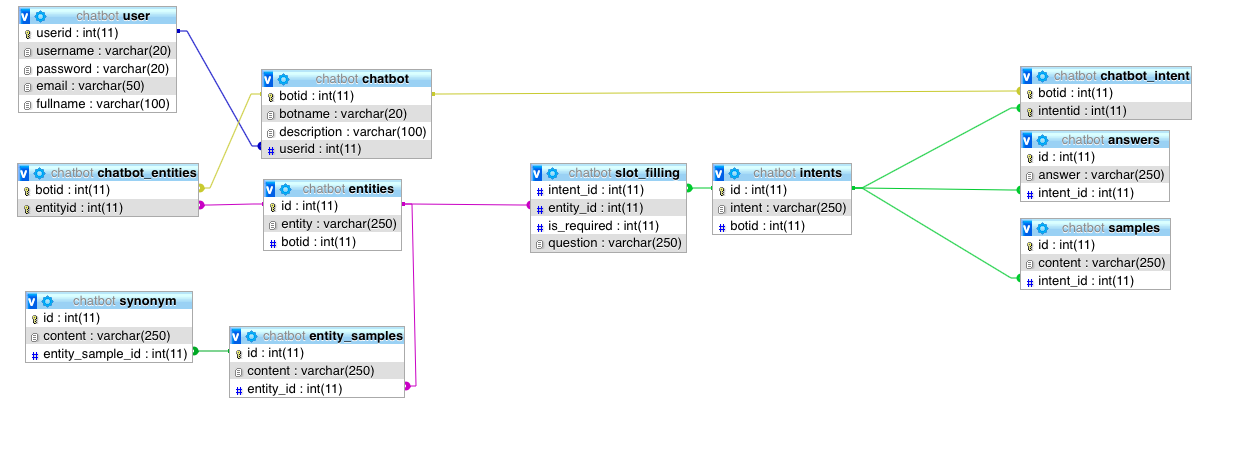 chatbot user
userid : int(11)
username : varchar(20)
password : varchar(20)
email : varchar(50)
fullname : varchar(100)
chatbot chatbot
botid : int(11)
botname : varchar(20)
description : varchar(100)
userid : int(11)
chatbot chatbot_intent
botid : int(11)
intentid : int(11)
chatbot answers
id : int(11)
answer : varchar(250)
intent_id : int(11)
chatbot chatbot_entities
botid : int(11)
entityid : int(11)
chatbot entities
id : int(11)
entity : varchar(250)
botid : int(11)
chatbot slot_filling
intent_id : int(11)
entity_id : int(11)
is_required : int(11)
question : varchar(250)
chatbot intents
id : int(11)
intent : varchar(250)
botid : int(11)
chatbot samples
id : int(11)
content : varchar(250)
intent_id : int(11)
chatbot synonym
id : int(11)
content : varchar(250)
entity_sample_id : int(11)
chatbot entity_samples
id : int(11)
content : varchar(250)
entity_id : int(11)